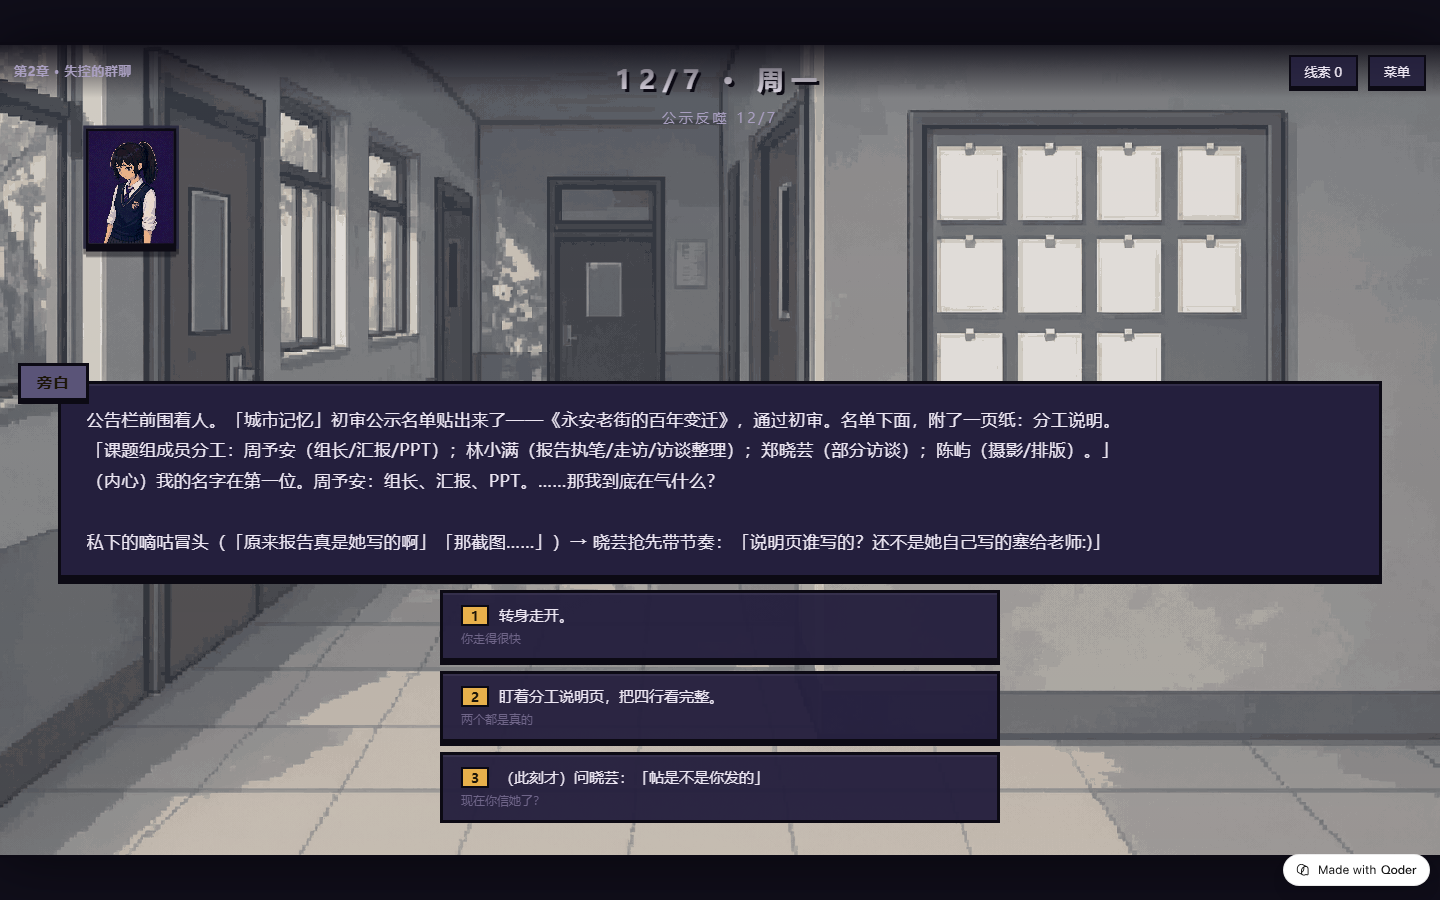 第2章 • 失控的群聊
12/7 • 周一
公示反噬 12/7
线索 0
菜单
旁白
公告栏前围着人。「城市记忆」初审公示名单贴出来了——《永安老街的百年变迁》，通过初审。名单下面，附了一页纸：分工说明。
「课题组成员分工：周予安（组长/汇报/PPT）；林小满（报告执笔/走访/访谈整理）；郑晓芸（部分访谈）；陈屿（摄影/排版）。」
（内心）我的名字在第一位。周予安：组长、汇报、PPT。……那我到底在气什么？
私下的嘀咕冒头（「原来报告真是她写的啊」「那截图……」）→ 晓芸抢先带节奏：「说明页谁写的？还不是她自己写的塞给老师:)」
1 转身走开。
你走得很快
2 盯着分工说明页，把四行看完整。
两个都是真的
3 （此刻才）问晓芸：「帖是不是你发的」
现在你信她了？
Made with Qoder